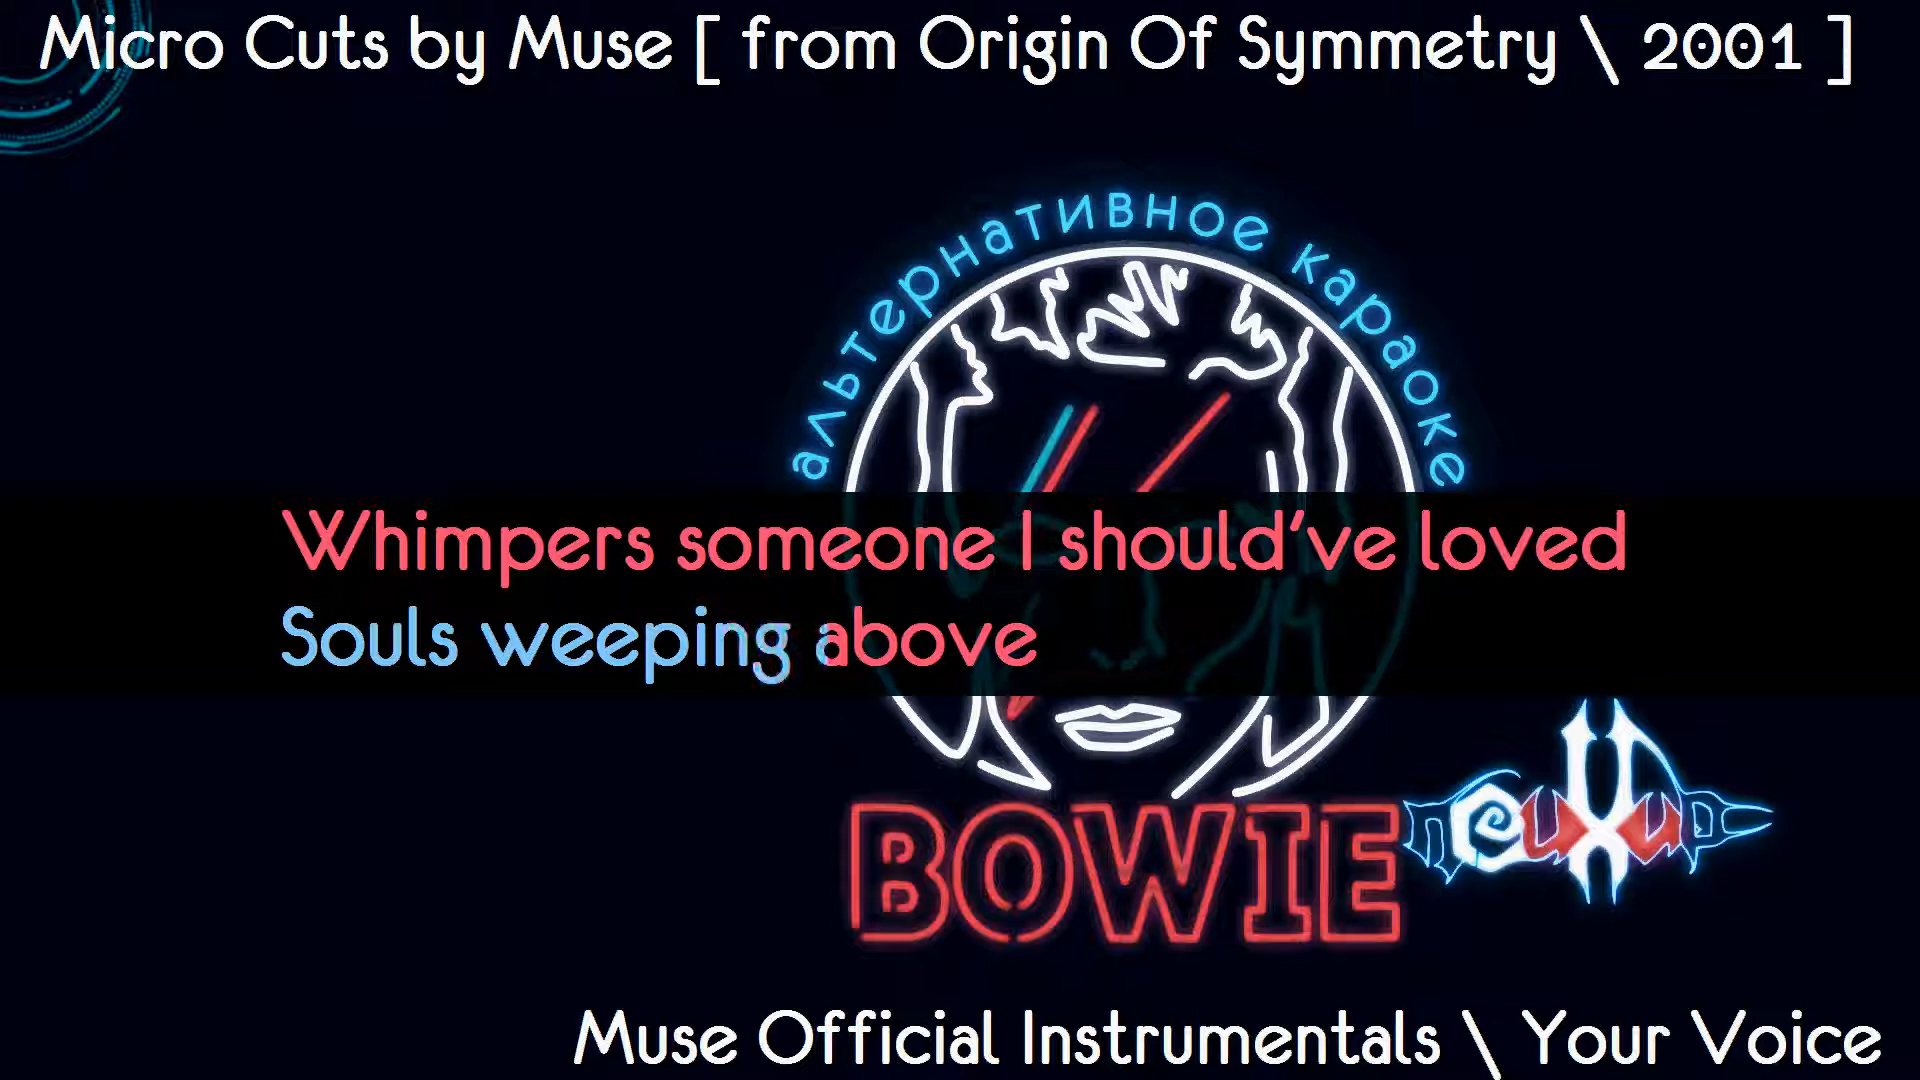 Micro Cuts by Muse [ from Origin Of Symmetry \ 2001 ]
альтернативное караоке
Whimpers someone I should've loved
Souls weeping above
BOWIE
Muse Official Instrumentals \ Your Voice